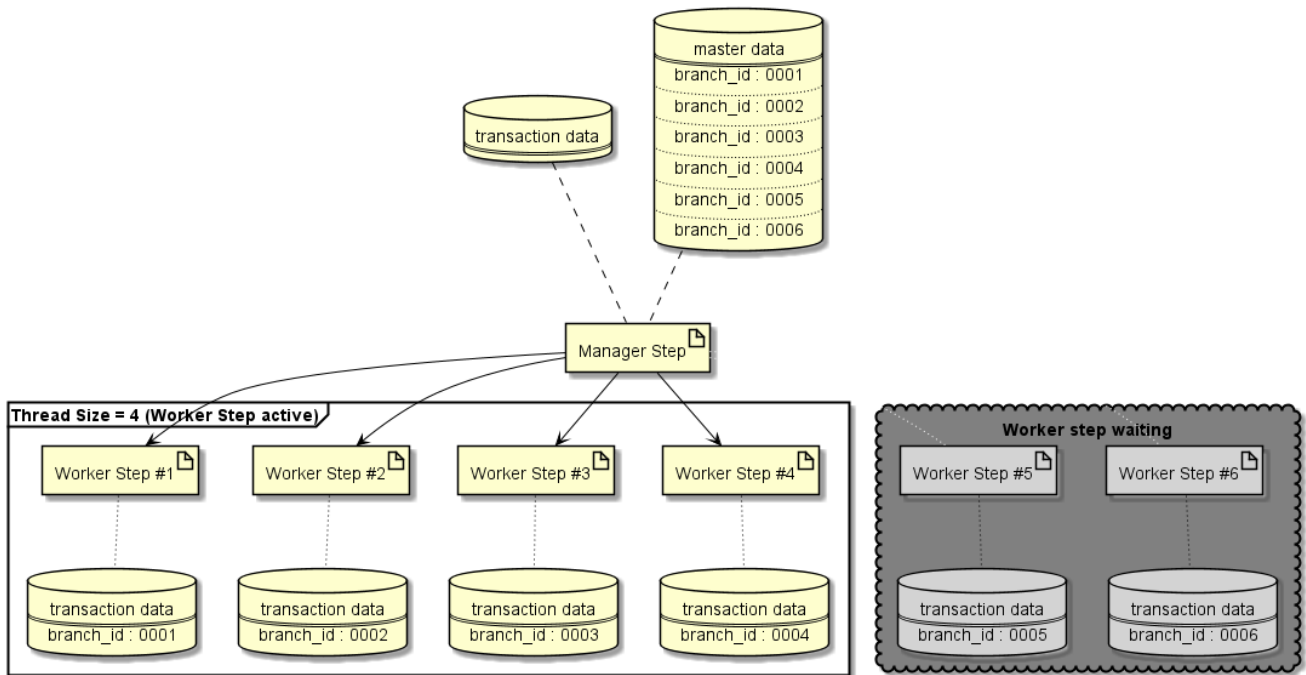 master data
branch_id : 0001
branch_id : 0002
branch_id : 0003
branch_id : 0004
branch_id : 0005
branch_id : 0006
transaction data
Manager Step
Thread Size = 4 (Worker Step active)
Worker Step #1
Worker Step #2
Worker Step #3
Worker Step #4
transaction data
branch_id : 0001
transaction data
branch_id : 0002
transaction data
branch_id : 0003
transaction data
branch_id : 0004
Worker step waiting
Worker Step #5
Worker Step #6
transaction data
branch_id : 0005
transaction data
branch_id : 0006